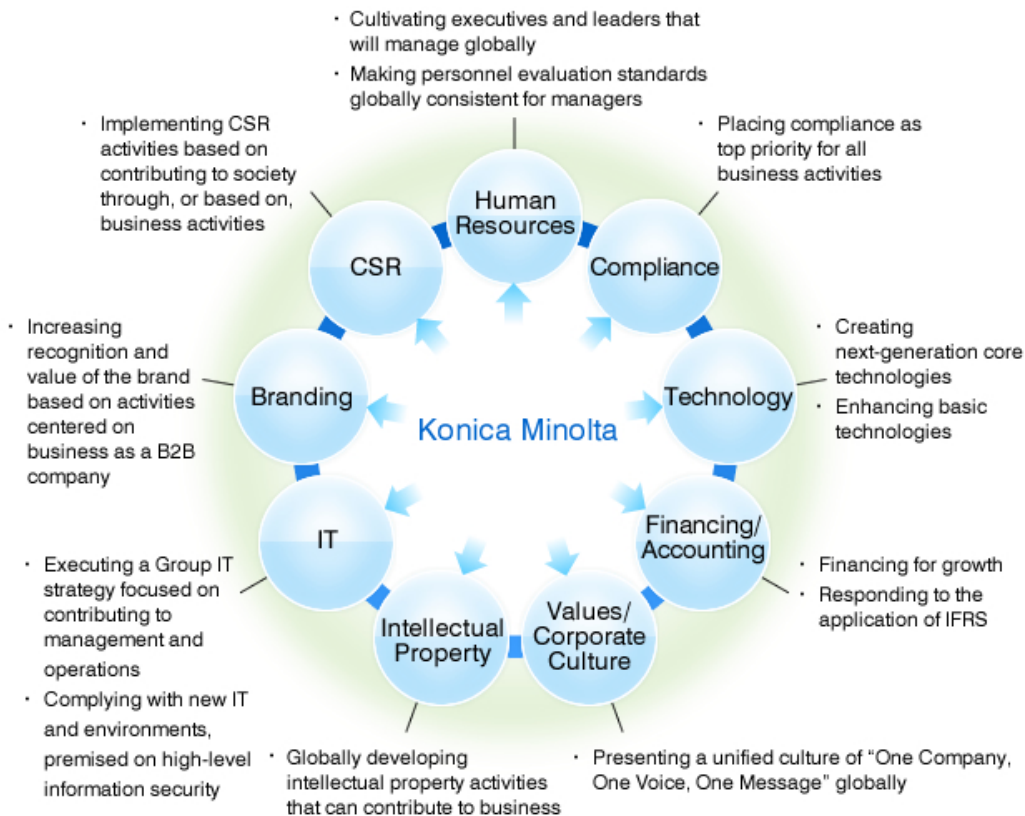 · Cultivating executives and leaders that
will manage globally
· Making personnel evaluation standards
globally consistent for managers
· Implementing CSR
activities based on
contributing to society
through, or based on,
business activities
· Placing compliance as
top priority for all
business activities
Human
Resources
CSR
Compliance
· Increasing
recognition and
value of the brand
based on activities
centered on
business as a B2B
company
Branding
Konica Minolta
Technology
· Creating
next-generation core
technologies
· Enhancing basic
technologies
IT
Financing/
Accounting
· Executing a Group IT
strategy focused on
contributing to
management and
operations
· Complying with new IT
and environments,
premised on high-level
information security
Intellectual
Property
Values/
Corporate
Culture
· Financing for growth
· Responding to the
application of IFRS
· Globally developing
intellectual property activities
that can contribute to business
· Presenting a unified culture of “One Company,
One Voice, One Message” globally